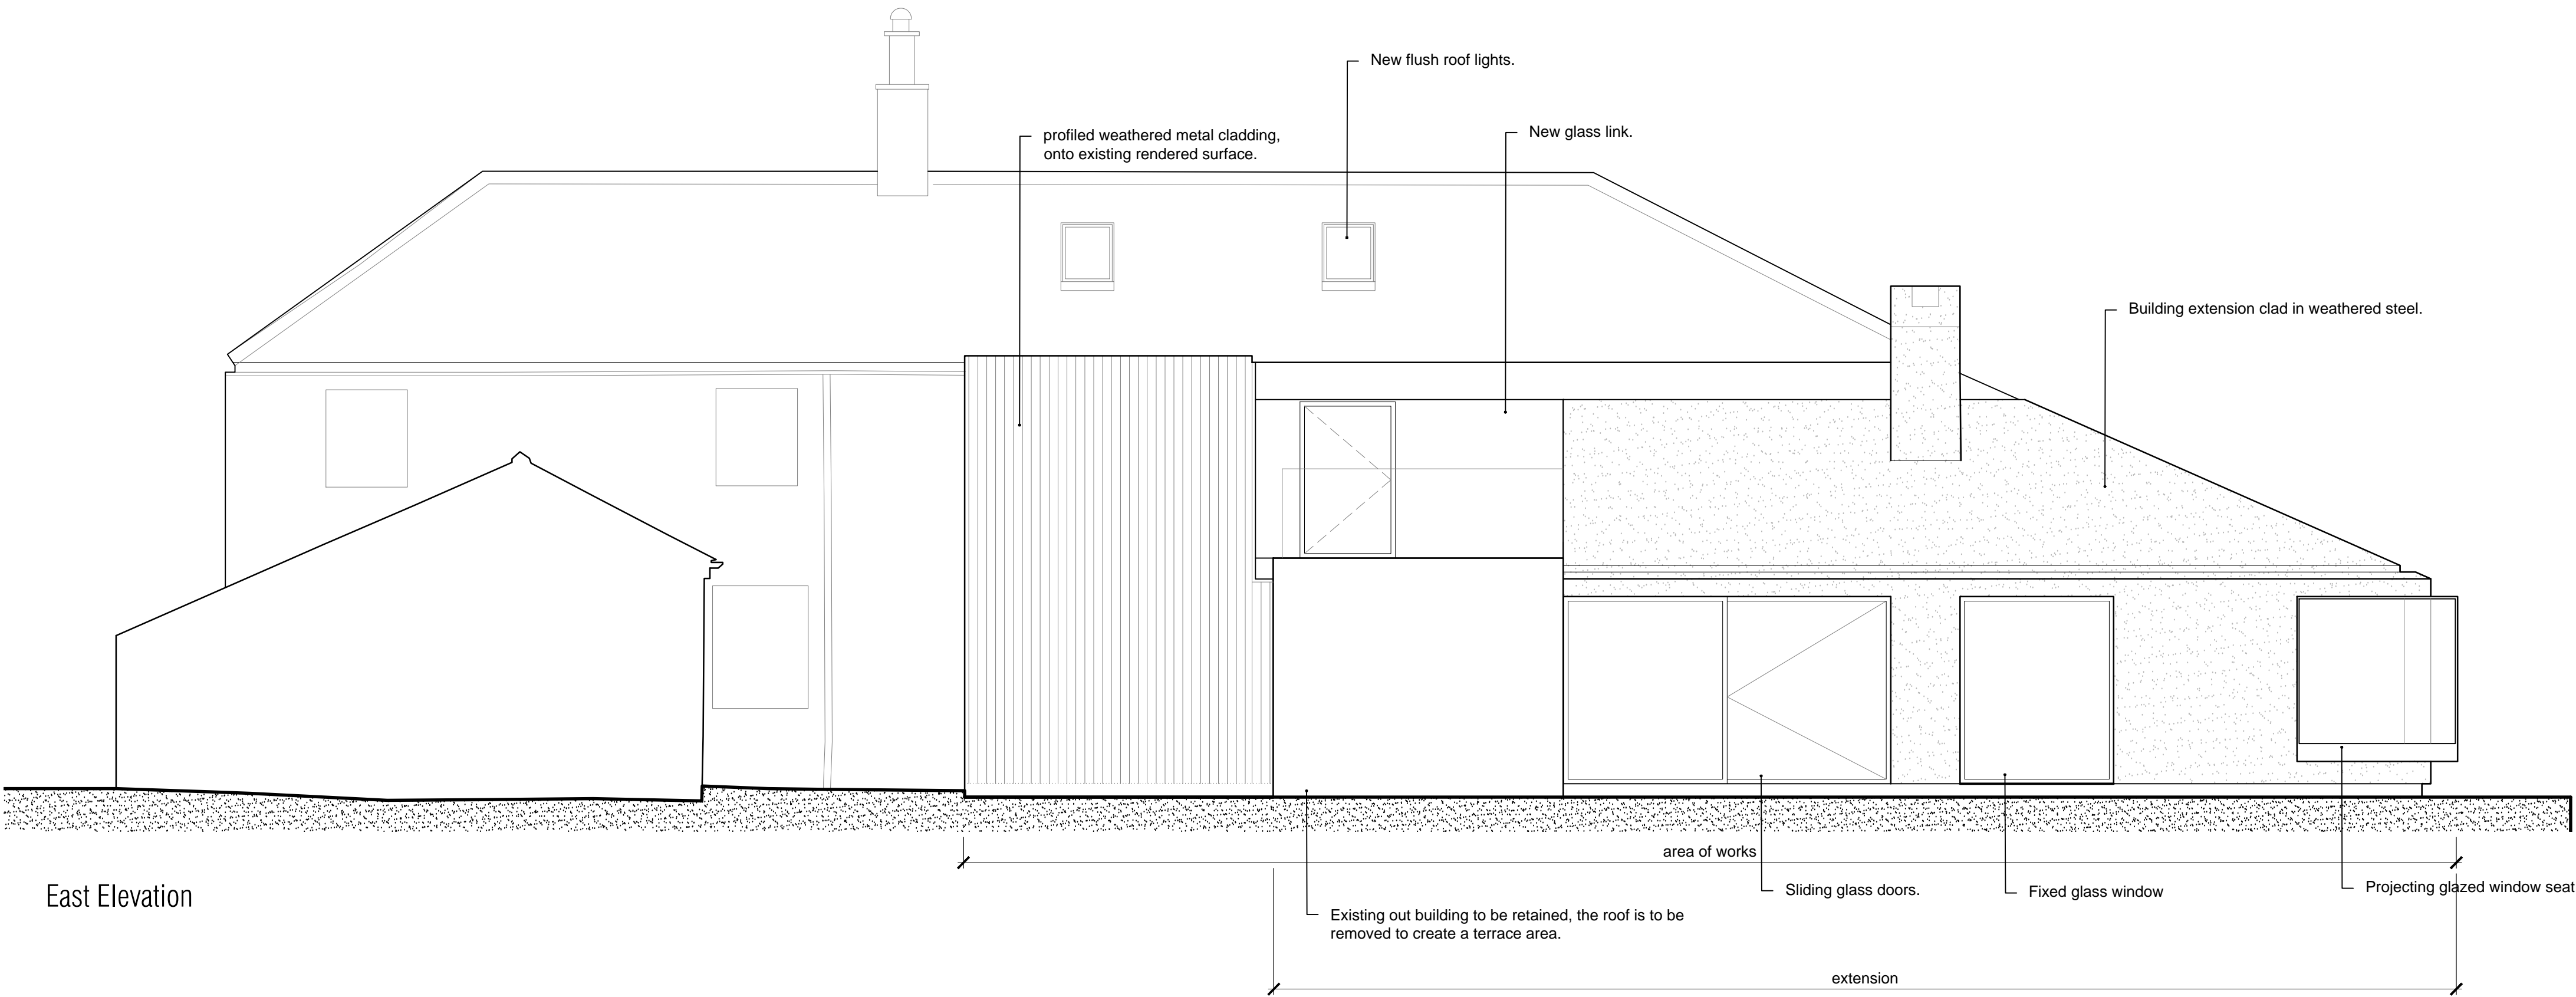 New flush roof lights.
profiled weathered metal cladding,
onto existing rendered surface.
New glass link.
Building extension clad in weathered steel.
area of works
East Elevation
Sliding glass doors.
Fixed glass window
Projecting glazed window seat
Existing out building to be retained, the roof is to be
removed to create a terrace area.
extension